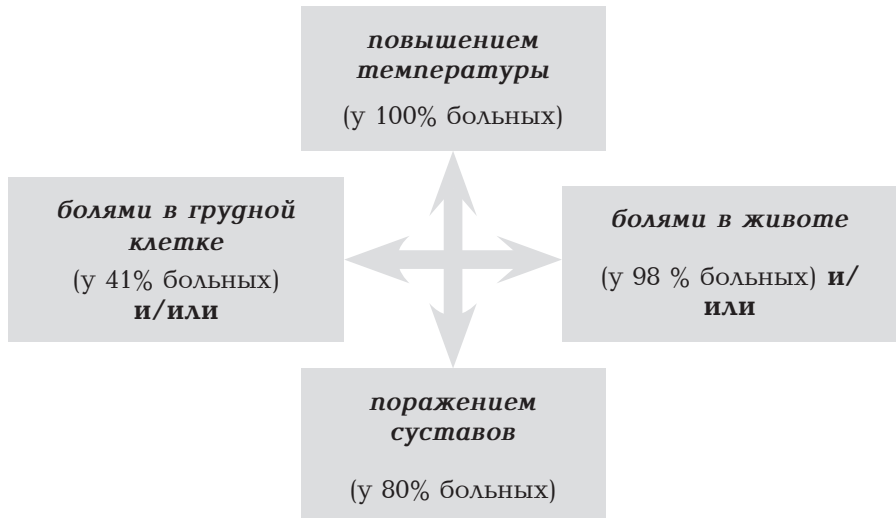 повышением
температуры
(у 100% больных)
болями в грудной
клетке
(у 41% больных)
и/или
болями в животе
(у 98 % больных) и/
или
поражением
суставов
(у 80% больных)